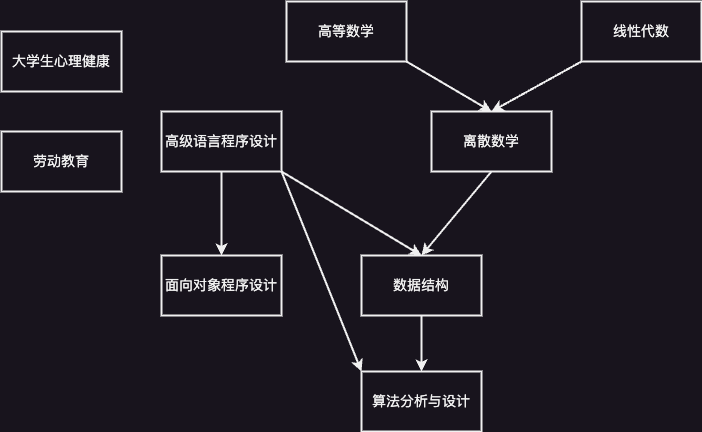 高等数学
线性代数
大学生心理健康
高级语言程序设计
离散数学
劳动教育
面向对象程序设计
数据结构
算法分析与设计